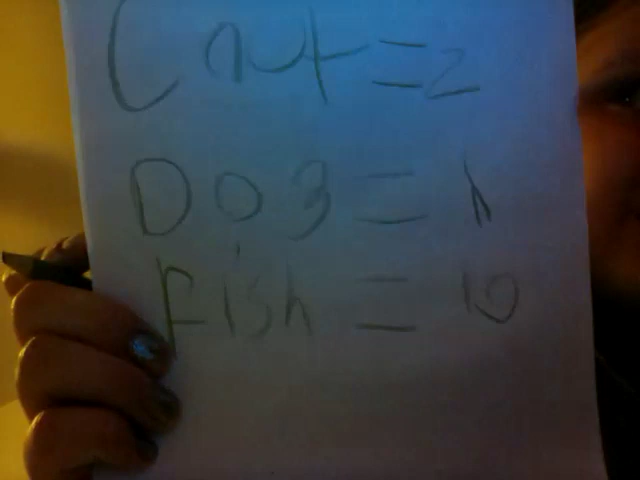 Cat = 2
Dog = 1
Fish = 10